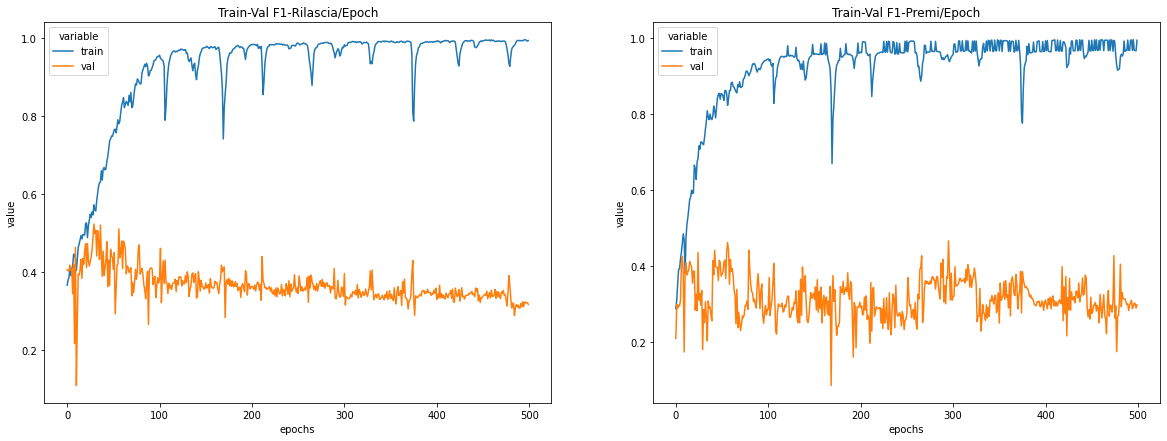 Train-Val F1-Rilascia/Epoch
variable
train
val
value
1.0
0.8
0.6
0.4
0.2
0 100 200 300 400 500
epochs
Train-Val F1-Premi/Epoch
variable
train
val
value
1.0
0.8
0.6
0.4
0.2
0 100 200 300 400 500
epochs